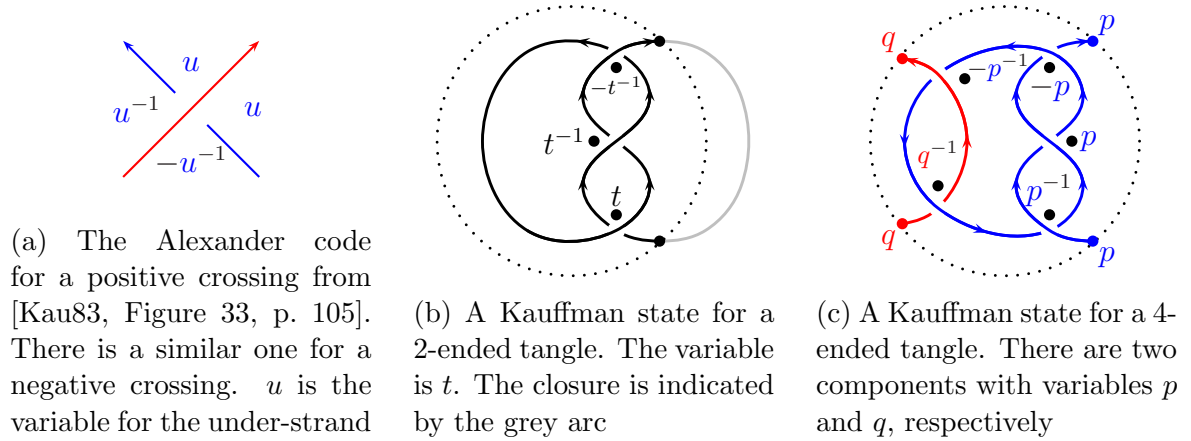 u
u⁻¹
u
−u⁻¹
(a) The Alexander code
for a positive crossing from
[Kau83, Figure 33, p. 105].
There is a similar one for a
negative crossing. u is the
variable for the under-strand
−t⁻¹
t⁻¹
t
(b) A Kauffman state for a
2-ended tangle. The variable
is t. The closure is indicated
by the grey arc
q
p
−p⁻¹
−p
q⁻¹
p
p⁻¹
q
p
(c) A Kauffman state for a 4-
ended tangle. There are two
components with variables p
and q, respectively